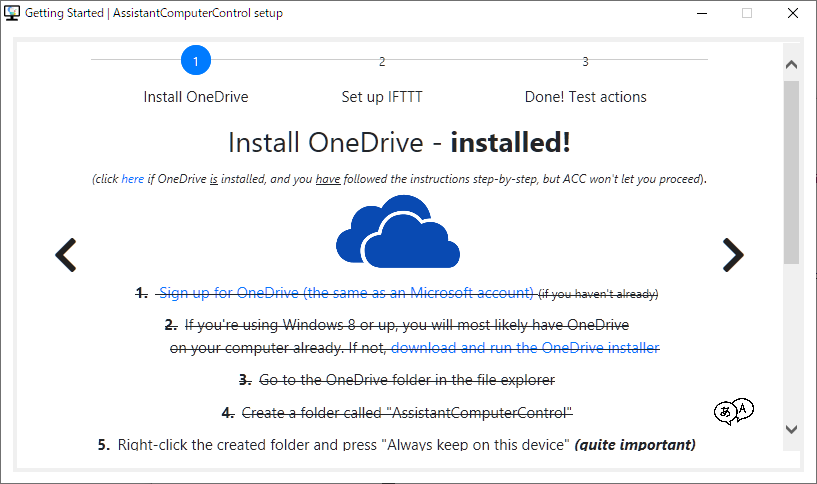 Getting Started | AssistantComputerControl setup
1
2
3
Install OneDrive
Set up IFTTT
Done! Test actions
Install OneDrive - installed!
(click here if OneDrive is installed, and you have followed the instructions step-by-step, but ACC won't let you proceed).
1. Sign up for OneDrive (the same as an Microsoft account) (if you haven't already)
2. If you're using Windows 8 or up, you will most likely have OneDrive
on your computer already. If not, download and run the OneDrive installer
3. Go to the OneDrive folder in the file explorer
4. Create a folder called "AssistantComputerControl"
あ A
5. Right-click the created folder and press "Always keep on this device" (quite important)